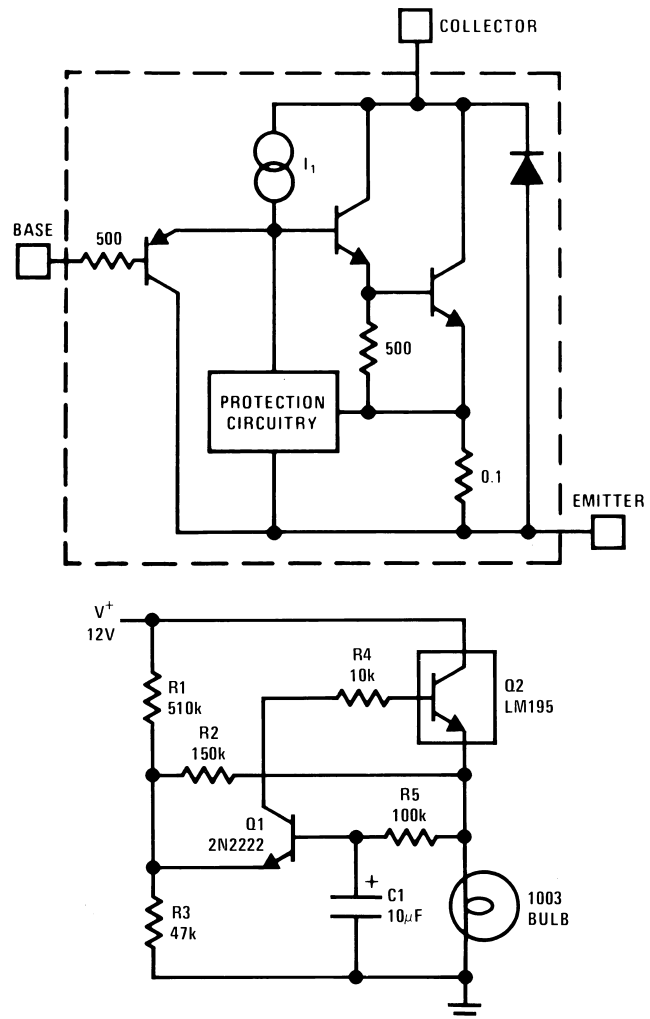 COLLECTOR
I₁
BASE
500
500
PROTECTION
CIRCUITRY
0.1
EMITTER
V⁺
12V
R4
10k
Q2
LM195
R1
510k
R2
150k
R5
100k
Q1
2N2222
+
C1
10μF
1003
BULB
R3
47k